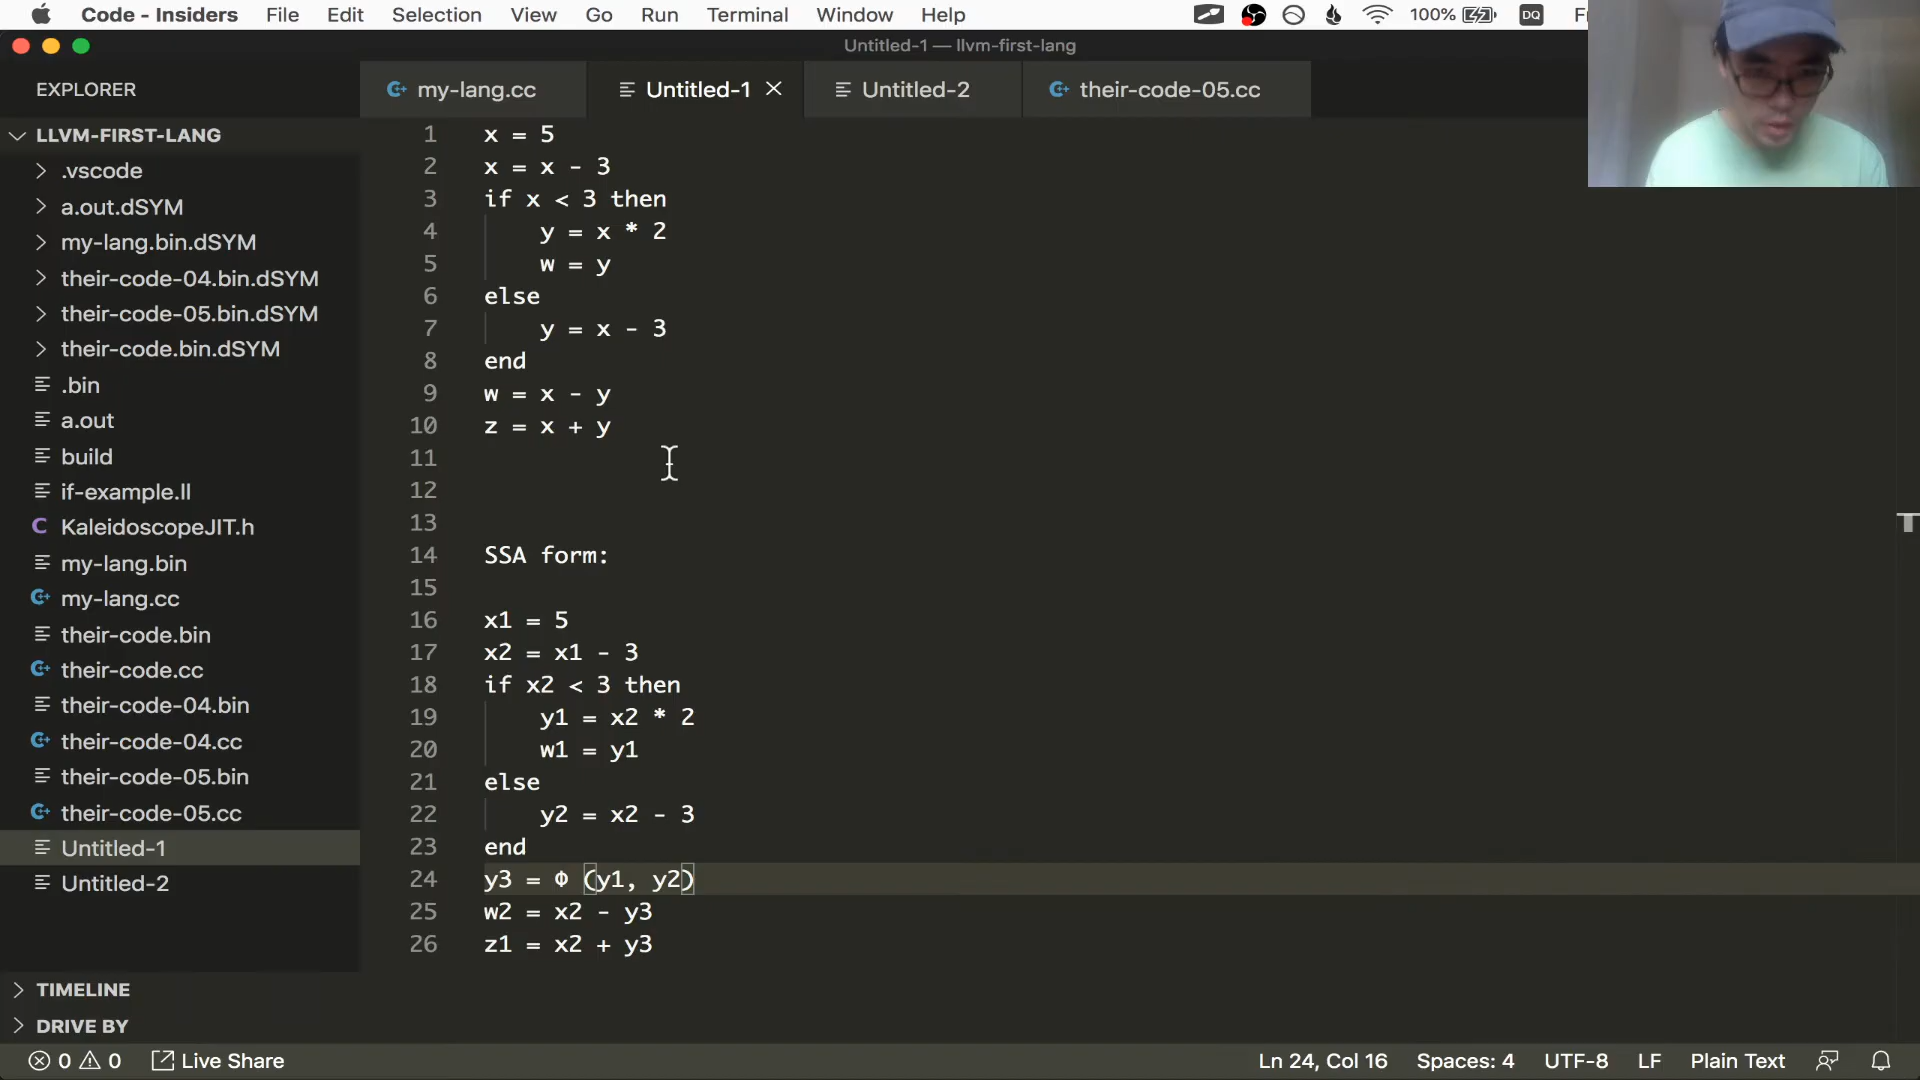 Code - Insiders File Edit Selection View Go Run Terminal Window Help 100% DQ
Untitled-1 — llvm-first-lang
EXPLORER
my-lang.cc
Untitled-1
Untitled-2
their-code-05.cc
LLVM-FIRST-LANG
.vscode
a.out.dSYM
my-lang.bin.dSYM
their-code-04.bin.dSYM
their-code-05.bin.dSYM
their-code.bin.dSYM
.bin
a.out
build
if-example.ll
C KaleidoscopeJIT.h
my-lang.bin
my-lang.cc
their-code.bin
their-code.cc
their-code-04.bin
their-code-04.cc
their-code-05.bin
their-code-05.cc
Untitled-1
Untitled-2
TIMELINE
DRIVE BY
1 x = 5
2 x = x - 3
3 if x < 3 then
4 y = x * 2
5 w = y
6 else
7 y = x - 3
8 end
9 w = x - y
10 z = x + y
11
12
13
14 SSA form:
15
16 x1 = 5
17 x2 = x1 - 3
18 if x2 < 3 then
19 y1 = x2 * 2
20 w1 = y1
21 else
22 y2 = x2 - 3
23 end
24 y3 = Φ (y1, y2)
25 w2 = x2 - y3
26 z1 = x2 + y3
0 0 Live Share Ln 24, Col 16 Spaces: 4 UTF-8 LF Plain Text